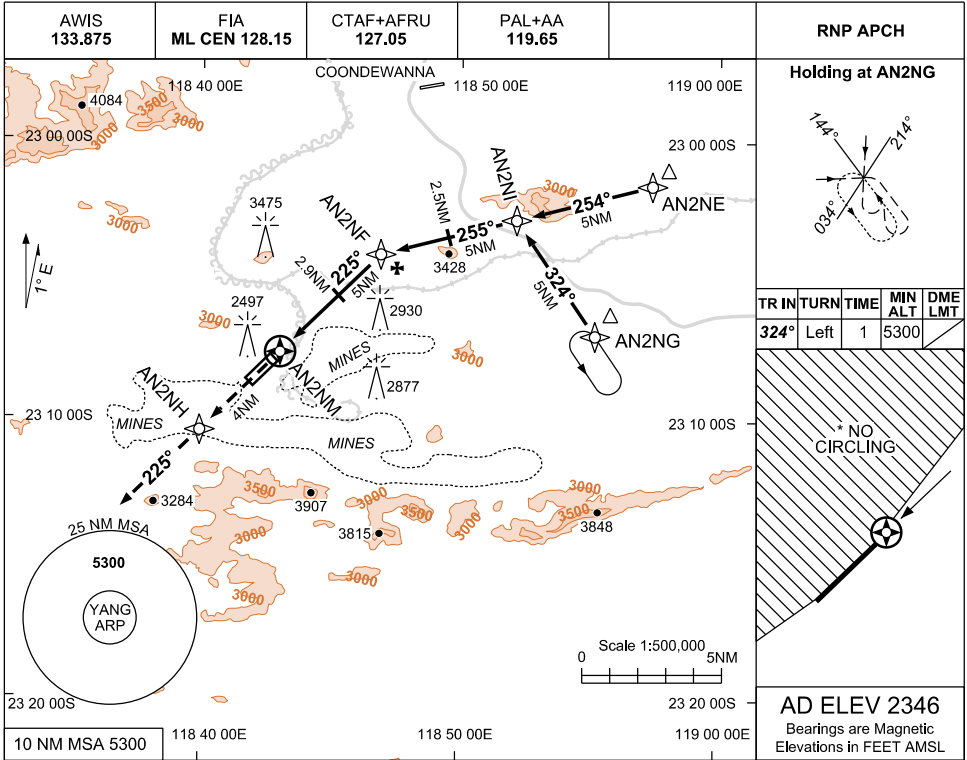 AWIS
133.875
FIA
ML CEN 128.15
CTAF+AFRU
127.05
PAL+AA
119.65
RNP APCH
118 40 00E
COONDEWANNA
118 50 00E
119 00 00E
4084
3500
3000
23 00 00S
23 00 00S
3000
3475
1° E
AN2NF
2.5NM
AN2NI
3000
254°
5NM
AN2NE
255°
5NM
3428
225°
2.9NM
5NM
324°
5NM
2930
2497
3000
MINES
AN2NM
3000
AN2NG
2877
4NM
AN2NH
23 10 00S
MINES
MINES
23 10 00S
225°
3284
3500
3907
3000
3000
3500
3815
3000
3000
3500
3848
3000
3000
25 NM MSA
5300
YANG
ARP
Scale 1:500,000
0
5NM
23 20 00S
23 20 00S
10 NM MSA 5300
118 40 00E
118 50 00E
119 00 00E
Holding at AN2NG
144°
214°
034°
TR IN TURN TIME MIN ALT DME LMT
324° Left 1 5300
* NO
CIRCLING
AD ELEV 2346
Bearings are Magnetic
Elevations in FEET AMSL